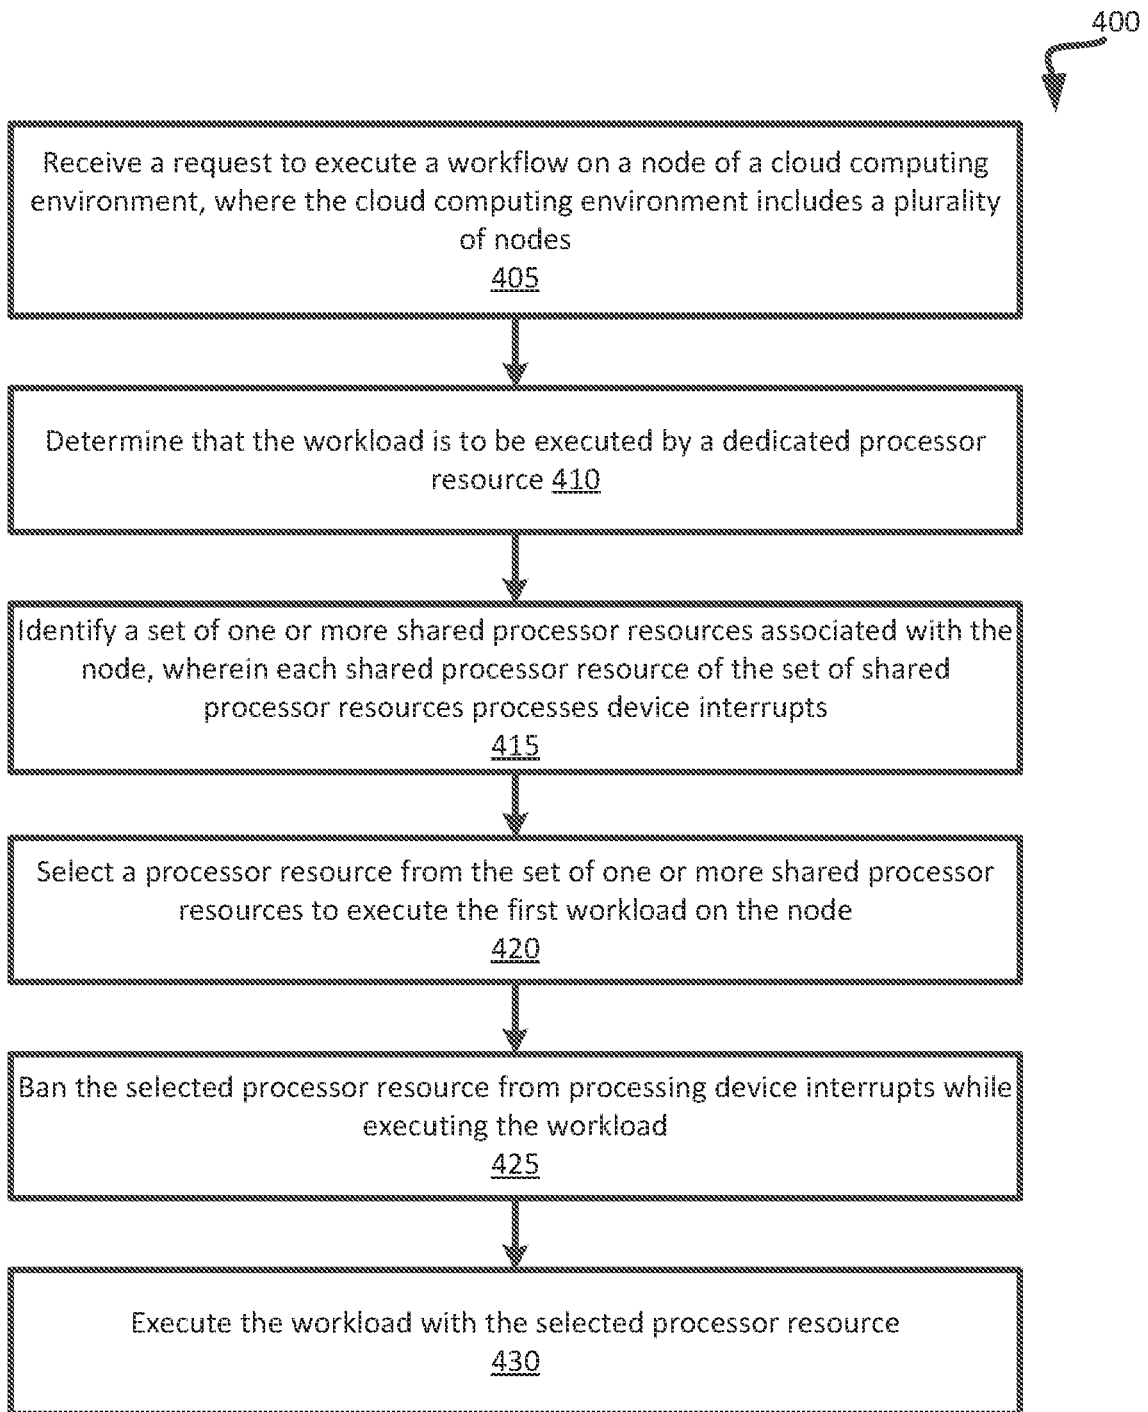 400
Receive a request to execute a workflow on a node of a cloud computing
environment, where the cloud computing environment includes a plurality
of nodes
405
Determine that the workload is to be executed by a dedicated processor
resource 410
Identify a set of one or more shared processor resources associated with the
node, wherein each shared processor resource of the set of shared
processor resources processes device interrupts
415
Select a processor resource from the set of one or more shared processor
resources to execute the first workload on the node
420
Ban the selected processor resource from processing device interrupts while
executing the workload
425
Execute the workload with the selected processor resource
430